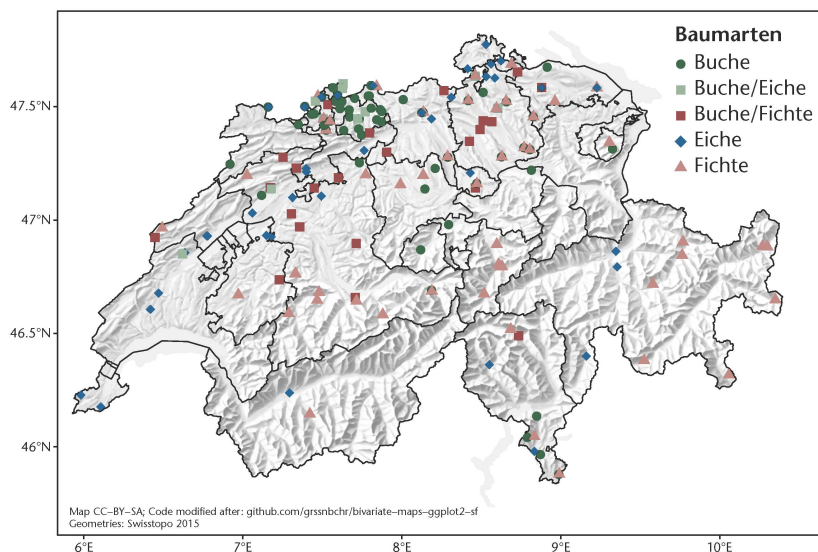 Baumarten
Buche
Buche/Eiche
Buche/Fichte
Eiche
Fichte
47.5°N
47°N
46.5°N
46°N
Map CC–BY–SA; Code modified after: github.com/grssnbchr/bivariate–maps–ggplot2–sf
Geometries: Swisstopo 2015
6°E 7°E 8°E 9°E 10°E